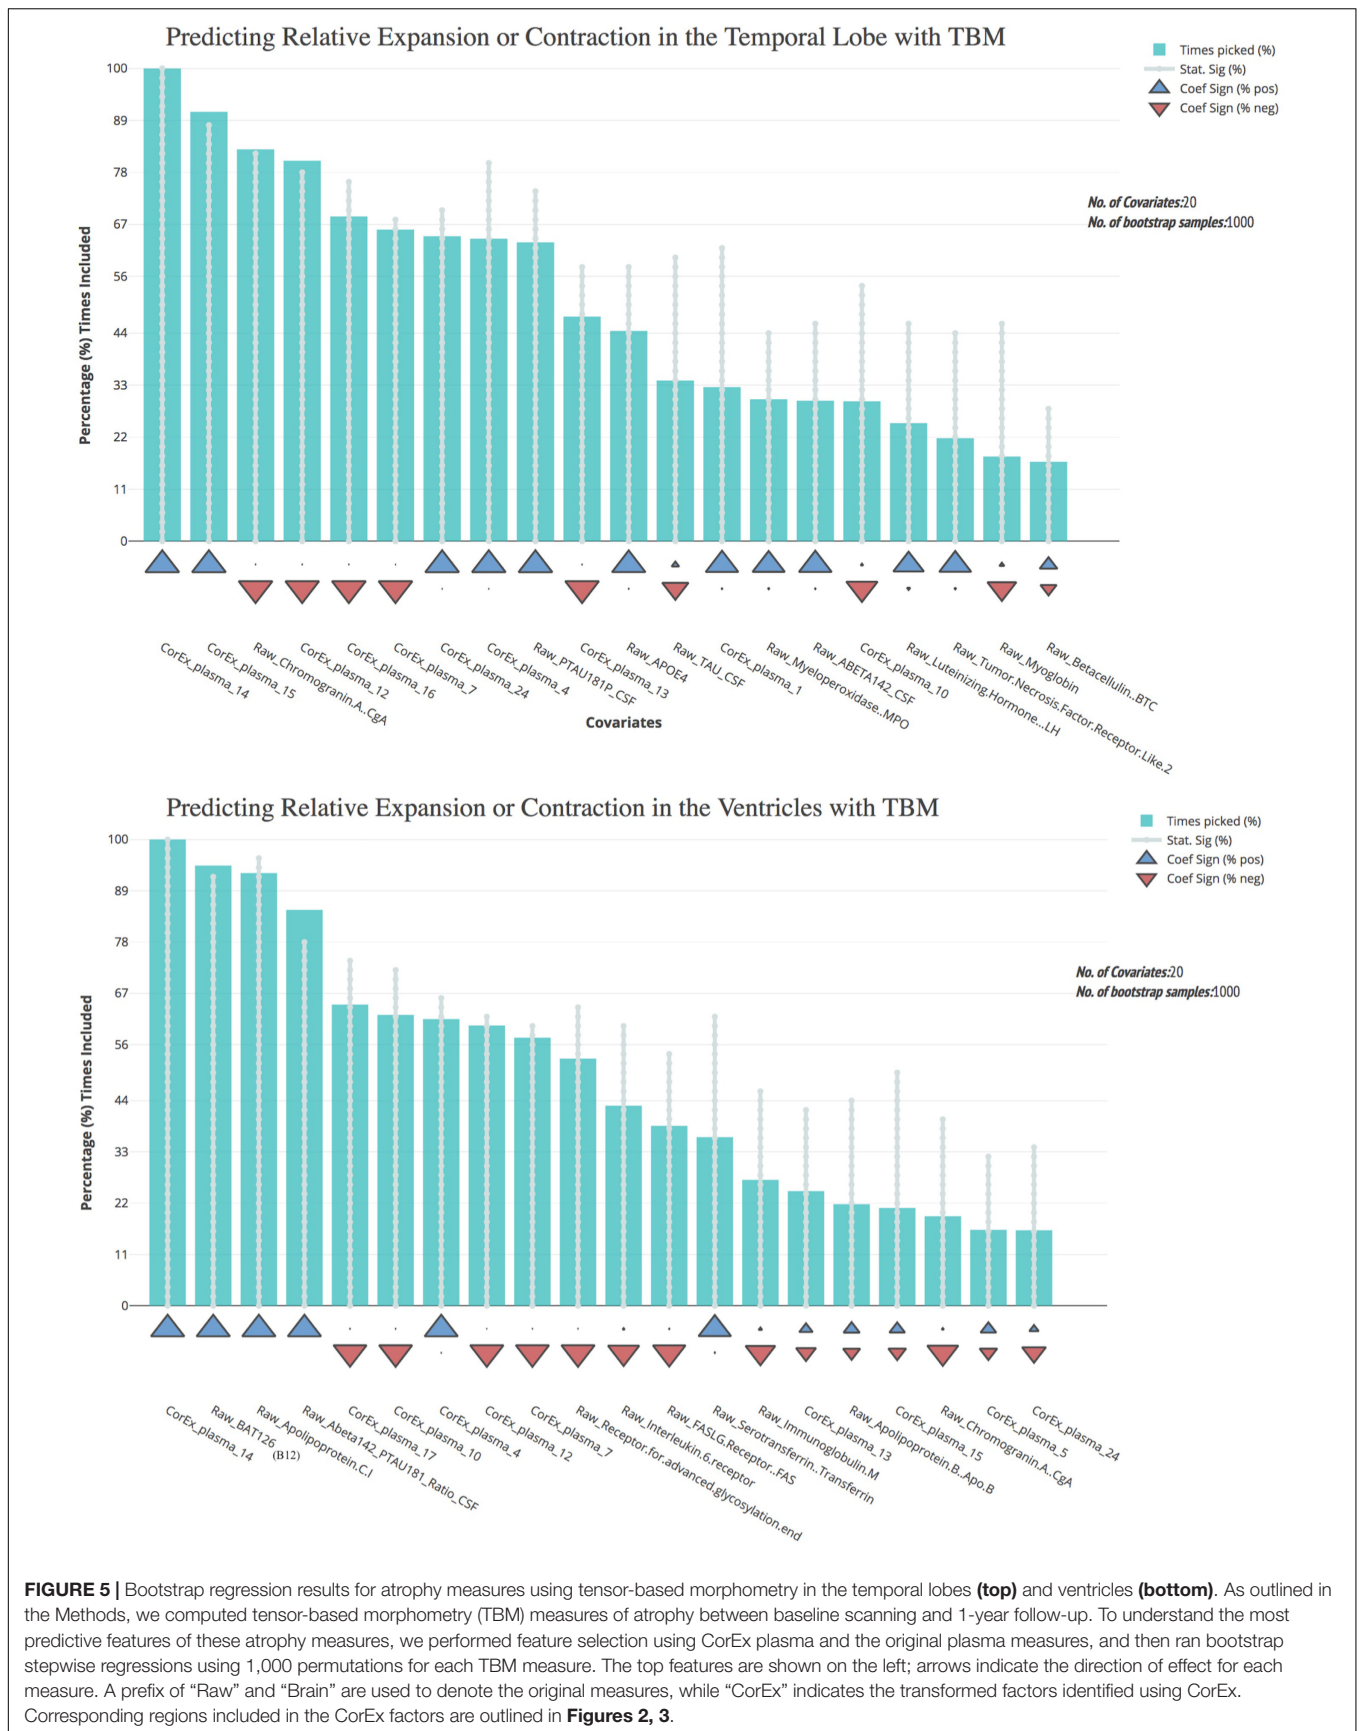 Predicting Relative Expansion or Contraction in the Temporal Lobe with TBM
Times picked (%)
Stat. Sig (%)
Coef Sign (% pos)
Coef Sign (% neg)
No. of Covariates:20
No. of bootstrap samples:1000
Percentage (%) Times Included
100
89
78
67
56
44
33
22
11
0
CorEx_plasma_14
CorEx_plasma_15
Raw_Chromogranin.A..CgA
CorEx_plasma_12
CorEx_plasma_16
CorEx_plasma_7
CorEx_plasma_24
CorEx_plasma_4
Raw_PTAU181P_CSF
CorEx_plasma_13
Raw_APOE4
Raw_TAU_CSF
CorEx_plasma_1
Raw_Myeloperoxidase..MPO
Raw_ABETA142_CSF
CorEx_plasma_10
Raw_Luteinizing.Hormone...LH
Raw_Tumor.Necrosis.Factor.Receptor.Like.2
Raw_Myoglobin
Raw_Betacellulin..BTC
Covariates
Predicting Relative Expansion or Contraction in the Ventricles with TBM
Times picked (%)
Stat. Sig (%)
Coef Sign (% pos)
Coef Sign (% neg)
No. of Covariates:20
No. of bootstrap samples:1000
Percentage (%) Times Included
100
89
78
67
56
44
33
22
11
0
CorEx_plasma_14
Raw_BAT126
(B12)
Raw_Apolipoprotein.C.I
Raw_Abeta142_PTAU181_Ratio_CSF
CorEx_plasma_17
CorEx_plasma_10
CorEx_plasma_4
CorEx_plasma_12
CorEx_plasma_7
Raw_Receptor.for.advanced.glycosylation.end
Raw_Interleukin.6.receptor
Raw_FASLG.Receptor..FAS
Raw_Serotransferrin..Transferrin
Raw_Immunoglobulin.M
CorEx_plasma_13
Raw_Apolipoprotein.B..Apo.B
CorEx_plasma_15
Raw_Chromogranin.A..CgA
CorEx_plasma_5
CorEx_plasma_24
FIGURE 5 | Bootstrap regression results for atrophy measures using tensor-based morphometry in the temporal lobes (top) and ventricles (bottom). As outlined in
the Methods, we computed tensor-based morphometry (TBM) measures of atrophy between baseline scanning and 1-year follow-up. To understand the most
predictive features of these atrophy measures, we performed feature selection using CorEx plasma and the original plasma measures, and then ran bootstrap
stepwise regressions using 1,000 permutations for each TBM measure. The top features are shown on the left; arrows indicate the direction of effect for each
measure. A prefix of “Raw” and “Brain” are used to denote the original measures, while “CorEx” indicates the transformed factors identified using CorEx.
Corresponding regions included in the CorEx factors are outlined in Figures 2, 3.